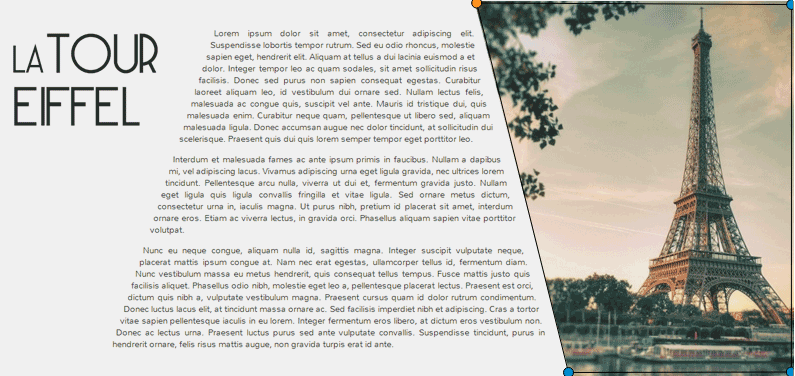 LA TOUR
EIFFEL
Lorem ipsum dolor sit amet, consectetur adipiscing elit.
Suspendisse lobortis tempor rutrum. Sed eu odio rhoncus, molestie
sapien eget, hendrerit elit. Aliquam at tellus a dui lacinia euismod a et
dolor. Integer tempor leo ac quam sodales, sit amet sollicitudin risus
facilisis. Donec sed purus non sapien consequat egestas. Curabitur
laoreet aliquam leo, id vestibulum dui ornare sed. Nullam lectus felis,
malesuada ac congue quis, suscipit vel ante. Mauris id tristique dui, quis
malesuada enim. Curabitur neque quam, pellentesque ut libero sed, aliquam
malesuada ligula. Donec accumsan augue nec dolor tincidunt, at sollicitudin dui
scelerisque. Praesent quis dui quis lorem semper tempor eget porttitor leo.
Interdum et malesuada fames ac ante ipsum primis in faucibus. Nullam a dapibus
mi, vel adipiscing lacus. Vivamus adipiscing urna eget ligula gravida, nec ultrices lorem
tincidunt. Pellentesque arcu nulla, viverra ut dui et, fermentum gravida justo. Nullam
eget ligula quis ligula convallis fringilla et vitae ligula. Sed ornare metus dictum,
consectetur urna in, iaculis magna. Ut purus nibh, pretium id placerat sit amet, interdum
ornare eros. Etiam ac viverra lectus, in gravida orci. Phasellus aliquam sapien vitae porttitor
volutpat.
Nunc eu neque congue, aliquam nulla id, sagittis magna. Integer suscipit vulputate neque,
placerat mattis ipsum congue at. Nam nec erat egestas, ullamcorper tellus id, fermentum diam.
Nunc vestibulum massa eu metus hendrerit, quis consequat tellus tempus. Fusce mattis justo quis
facilisis aliquet. Phasellus odio nibh, molestie eget leo a, pellentesque placerat lectus. Praesent est orci,
dictum quis nibh a, vulputate vestibulum magna. Praesent cursus quam id dolor rutrum condimentum.
Donec luctus lacus elit, at tincidunt massa ornare ac. Sed facilisis imperdiet nibh et adipiscing. Cras a tortor
vitae sapien pellentesque iaculis in eu lorem. Integer fermentum eros libero, at dictum eros vestibulum non.
Donec ac lectus urna. Praesent luctus purus sed ante vulputate convallis. Suspendisse tincidunt, purus in
hendrerit ornare, felis risus mattis augue, non gravida turpis erat id ante.